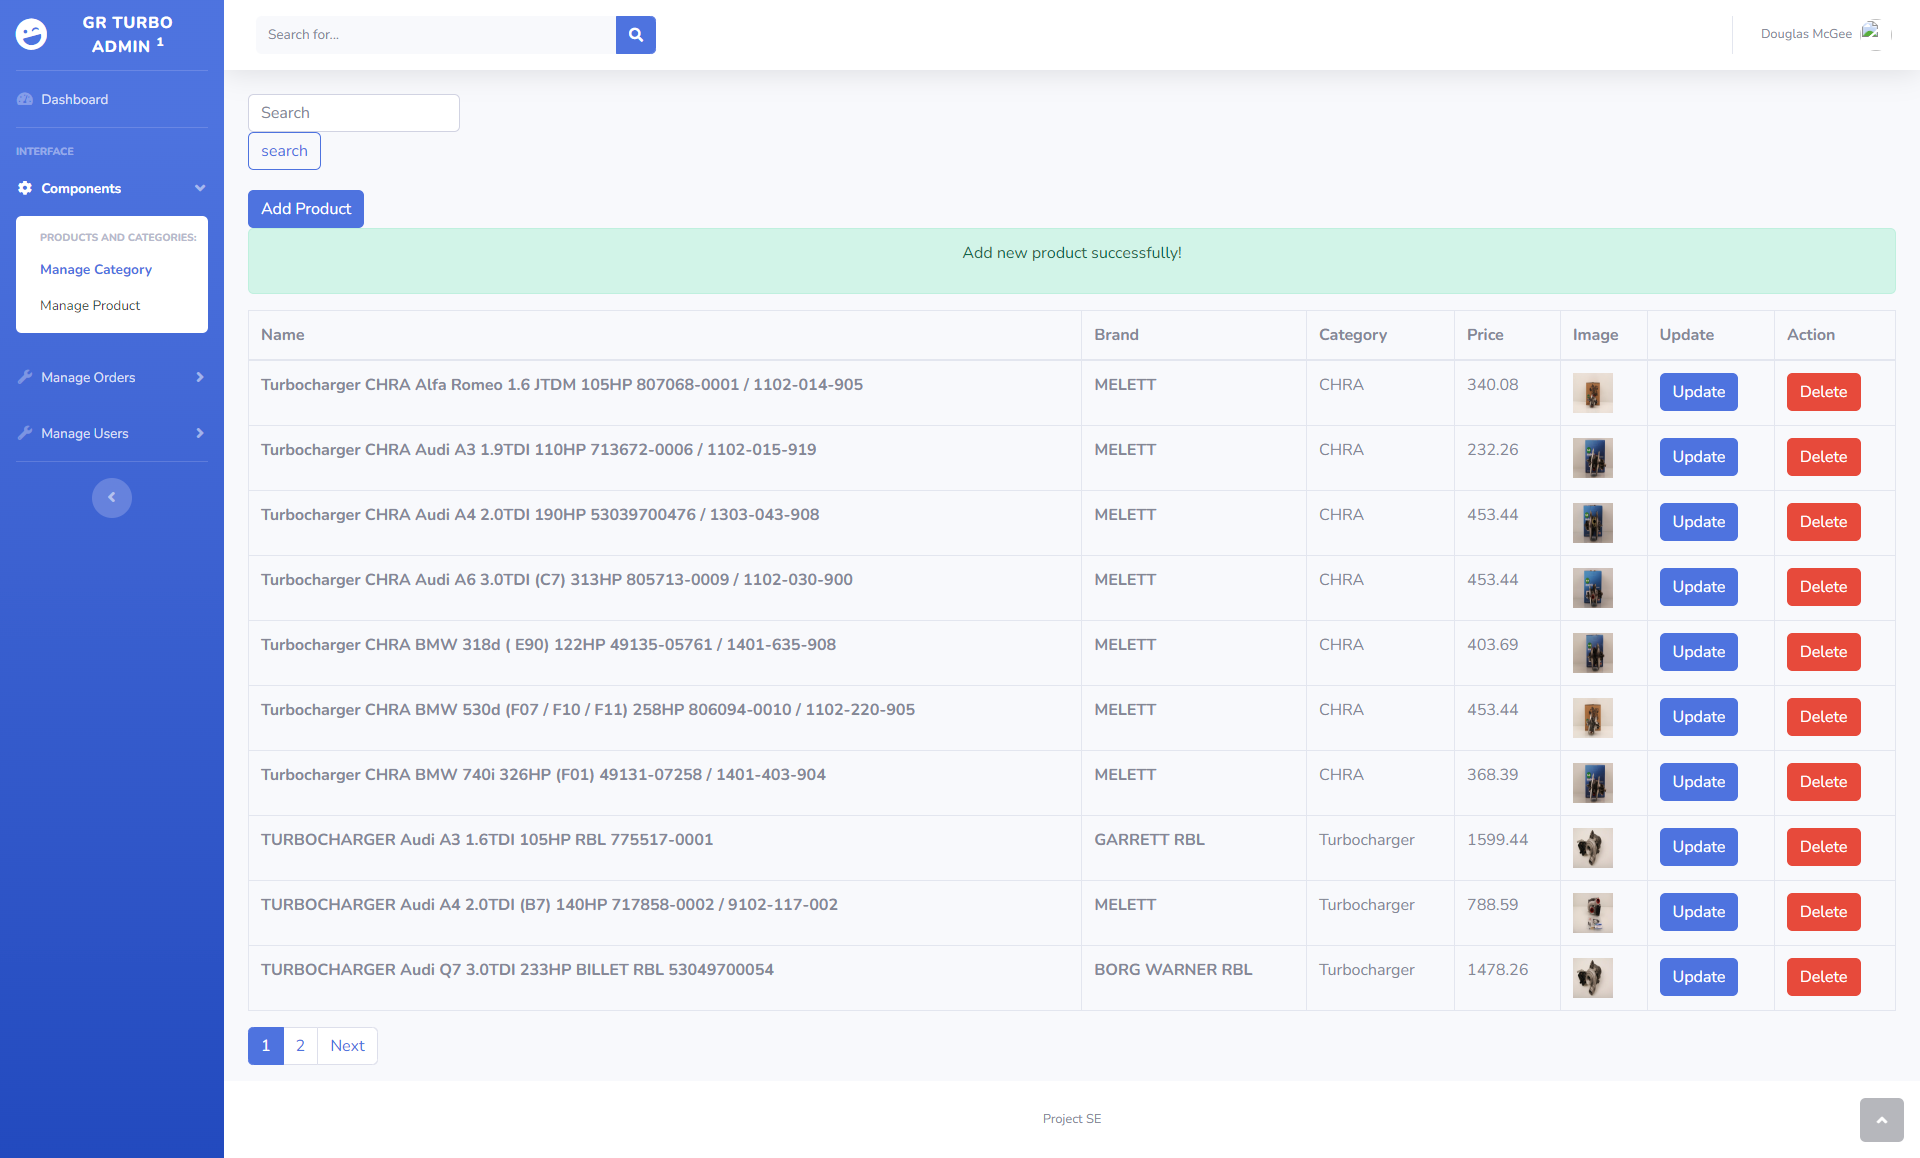 GR TURBO
ADMIN 1
Search for...
Douglas McGee
Dashboard
INTERFACE
Components
PRODUCTS AND CATEGORIES:
Manage Category
Manage Product
Manage Orders
Manage Users
Search
search
Add Product
Add new product successfully!
Name Brand Category Price Image Update Action
Turbocharger CHRA Alfa Romeo 1.6 JTDM 105HP 807068-0001 / 1102-014-905 MELETT CHRA 340.08 Update Delete
Turbocharger CHRA Audi A3 1.9TDI 110HP 713672-0006 / 1102-015-919 MELETT CHRA 232.26 Update Delete
Turbocharger CHRA Audi A4 2.0TDI 190HP 53039700476 / 1303-043-908 MELETT CHRA 453.44 Update Delete
Turbocharger CHRA Audi A6 3.0TDI (C7) 313HP 805713-0009 / 1102-030-900 MELETT CHRA 453.44 Update Delete
Turbocharger CHRA BMW 318d ( E90) 122HP 49135-05761 / 1401-635-908 MELETT CHRA 403.69 Update Delete
Turbocharger CHRA BMW 530d (F07 / F10 / F11) 258HP 806094-0010 / 1102-220-905 MELETT CHRA 453.44 Update Delete
Turbocharger CHRA BMW 740i 326HP (F01) 49131-07258 / 1401-403-904 MELETT CHRA 368.39 Update Delete
TURBOCHARGER Audi A3 1.6TDI 105HP RBL 775517-0001 GARRETT RBL Turbocharger 1599.44 Update Delete
TURBOCHARGER Audi A4 2.0TDI (B7) 140HP 717858-0002 / 9102-117-002 MELETT Turbocharger 788.59 Update Delete
TURBOCHARGER Audi Q7 3.0TDI 233HP BILLET RBL 53049700054 BORG WARNER RBL Turbocharger 1478.26 Update Delete
1 2 Next
Project SE